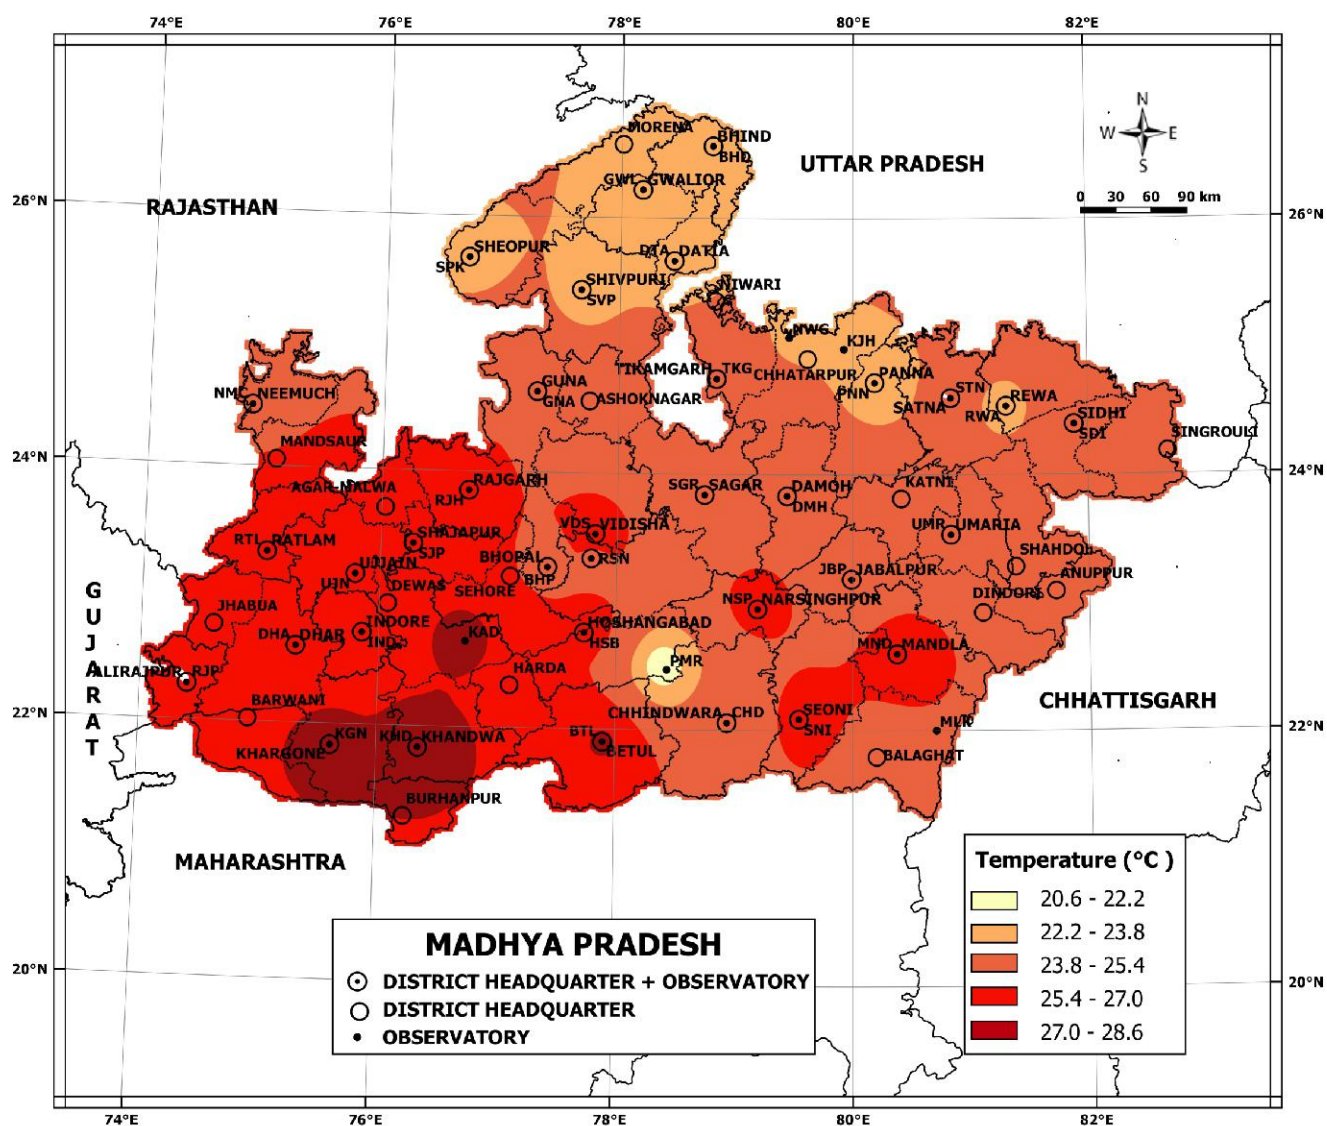 74°E 76°E 78°E 80°E 82°E
N
W E
S
0 30 60 90 km
UTTAR PRADESH
RAJASTHAN
26°N 26°N
MORENA
BHIND
BHD
GWL GWALIOR
SHEOPUR
SPK
DTA DATIA
SHIVPURI
SVP
NIWARI
NWG
KJH
TIKAMGARH TKG
CHHATARPUR
PANNA
PNN
STN
SATNA
REWA
RWA
SIDHI
SDI
SINGROULI
GUNA
GNA
ASHOKNAGAR
NMC NEEMUCH
MANDSAUR
24°N 24°N
AGAR-MALWA
RAJGARH
RJH
SGR SAGAR
DAMOH
DMH
KATNI
UMR UMARIA
VDS VIDISHA
RSN
SHAJAPUR
SJP
RTL RATLAM
UJJAIN
UJN
BHOPAL
BHP
SEHORE
DEWAS
SHAHDOL
ANUPPUR
DINDORI
JBP JABALPUR
NSP NARSINGHPUR
JHABUA
INDORE
IND
DHA DHAR
KAD
HOSHANGABAD
HSB
MND MANDLA
PMR
HARDA
ALIRAJPUR RJP
BARWANI
GUJARAT
CHHATTISGARH
22°N 22°N
CHHINDWARA CHD
SEONI
SNI
MLK
BALAGHAT
KGN
KHARGONE
KHD KHANDWA
BTL
BETUL
BURHANPUR
MAHARASHTRA
Temperature (°C )
20.6 - 22.2
22.2 - 23.8
23.8 - 25.4
25.4 - 27.0
27.0 - 28.6
MADHYA PRADESH
DISTRICT HEADQUARTER + OBSERVATORY
DISTRICT HEADQUARTER
OBSERVATORY
20°N 20°N
74°E 76°E 78°E 80°E 82°E